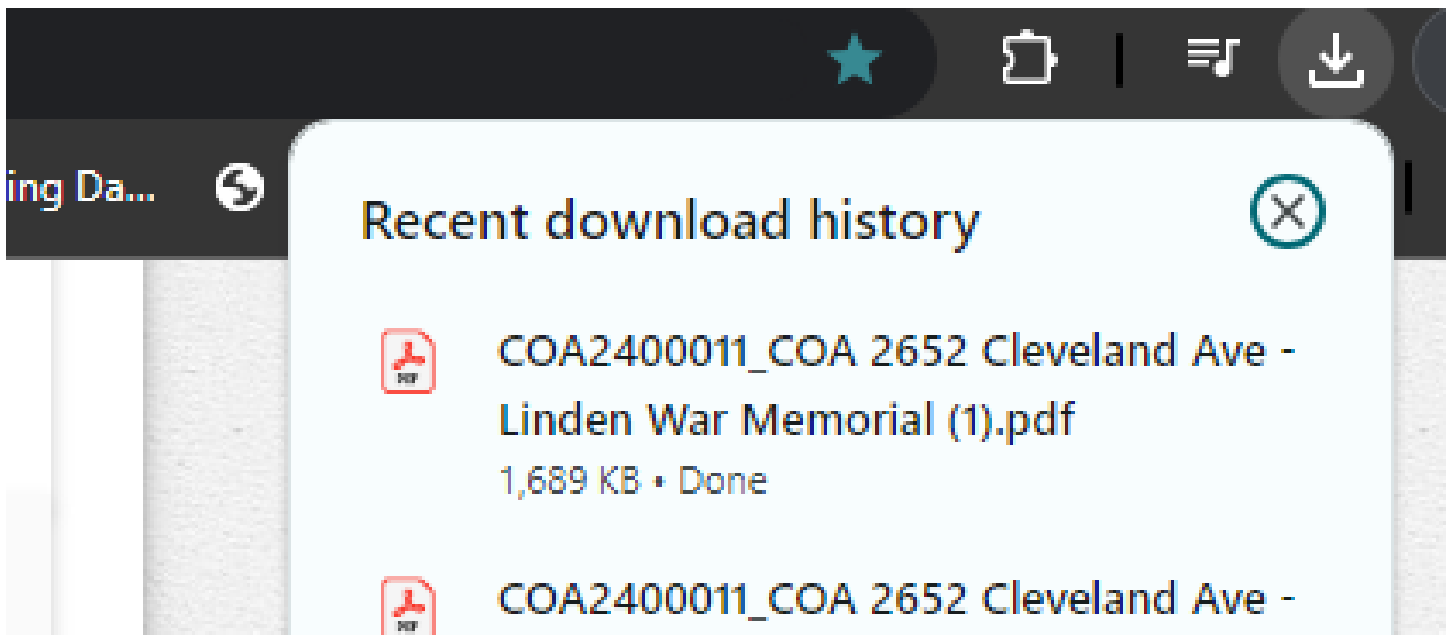 ing Da...
Recent download history
COA2400011_COA 2652 Cleveland Ave -
Linden War Memorial (1).pdf
1,689 KB • Done
COA2400011_COA 2652 Cleveland Ave -